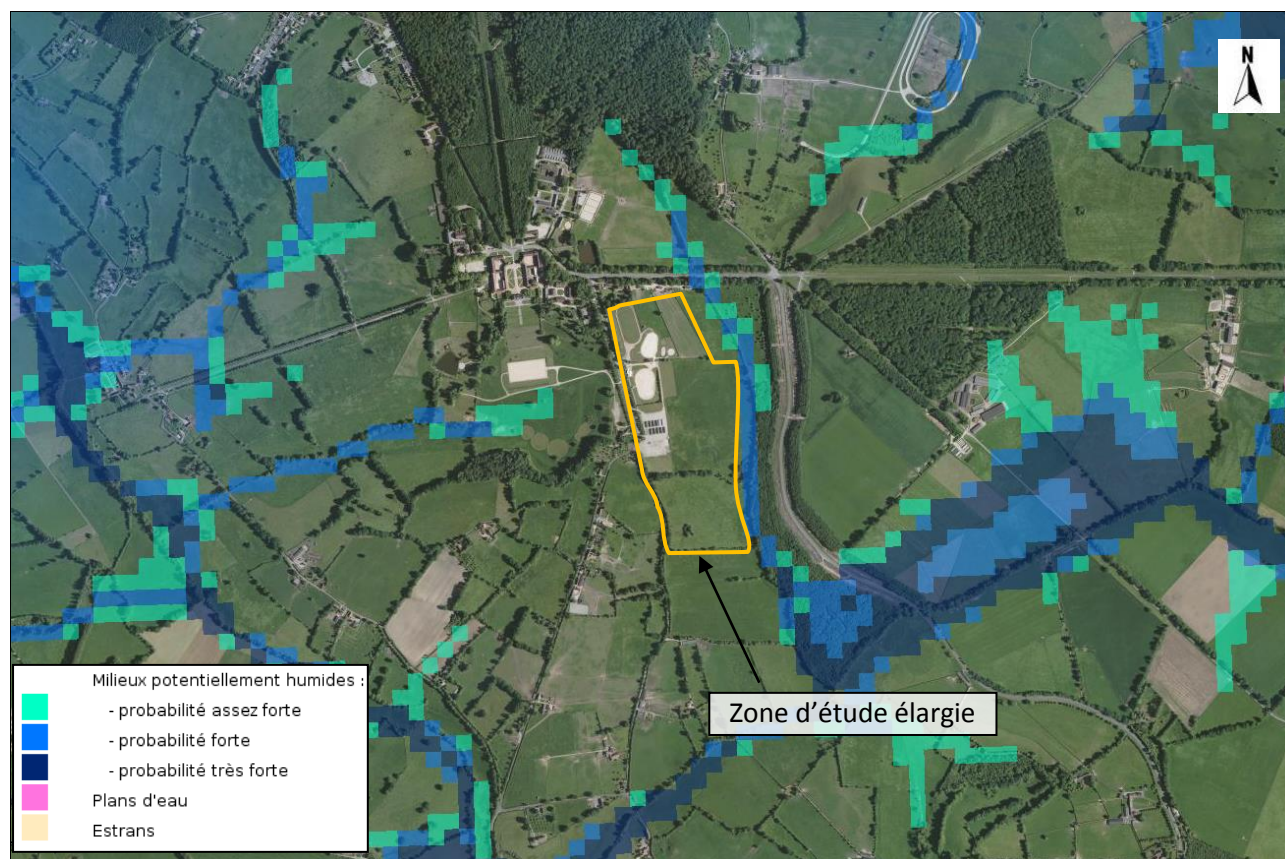 N
Zone d'étude élargie
Milieux potentiellement humides :
- probabilité assez forte
- probabilité forte
- probabilité très forte
Plans d'eau
Estrans